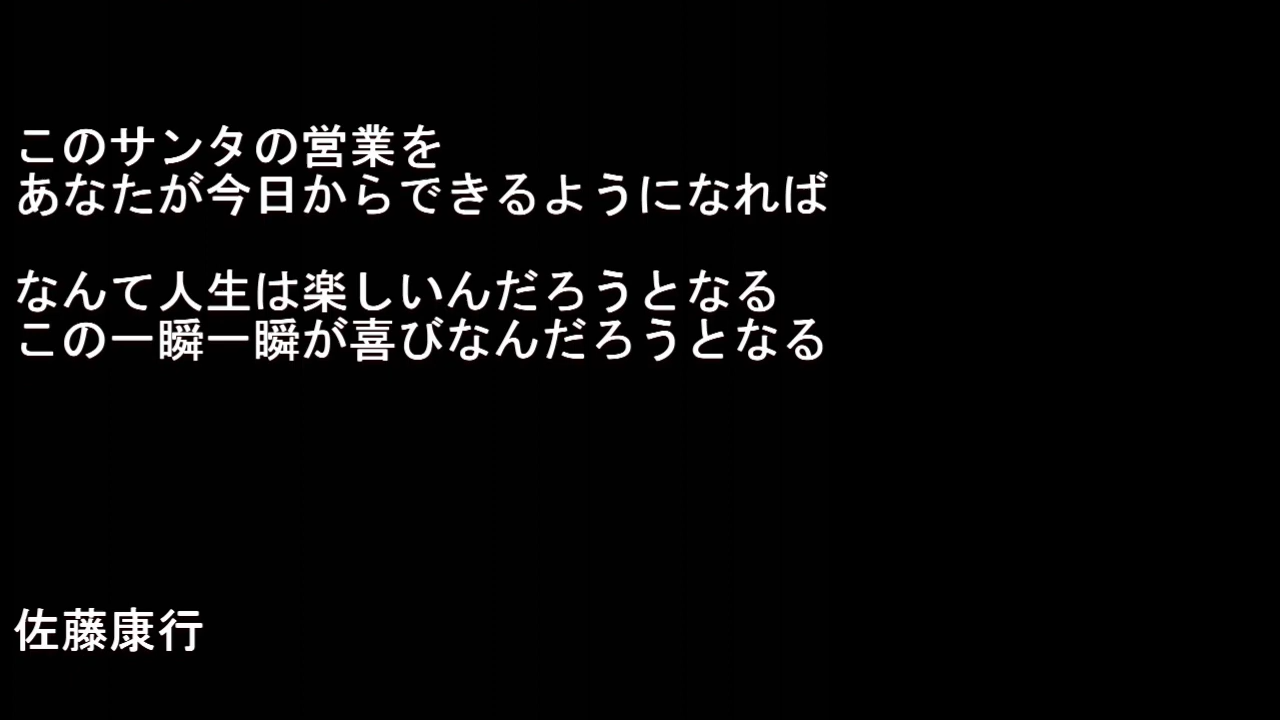 このサンタの営業を
あなたが今日からできるようになれば
なんて人生は楽しいんだろうとなる
この一瞬一瞬が喜びなんだろうとなる
佐藤康行